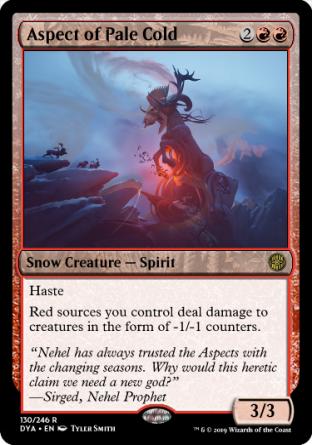 Aspect of Pale Cold 2
Snow Creature — Spirit
Haste
Red sources you control deal damage to
creatures in the form of -1/-1 counters.
“Nehel has always trusted the Aspects with
the changing seasons. Why would this heretic
claim we need a new god?”
—Sirged, Nehel Prophet
3/3
130/246 R
DYA • EN Tyler Smith
™ & © 2019 Wizards of the Coast